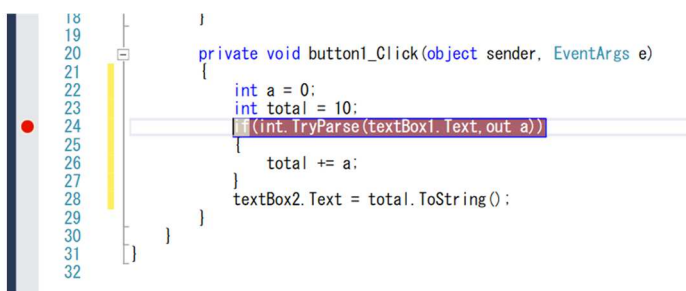 18 }
19
20 private void button1_Click(object sender, EventArgs e)
21 {
22 int a = 0;
23 int total = 10;
24 if(int.TryParse(textBox1.Text,out a))
25 {
26 total += a;
27 }
28 textBox2.Text = total.ToString();
29 }
30 }
31 }
32